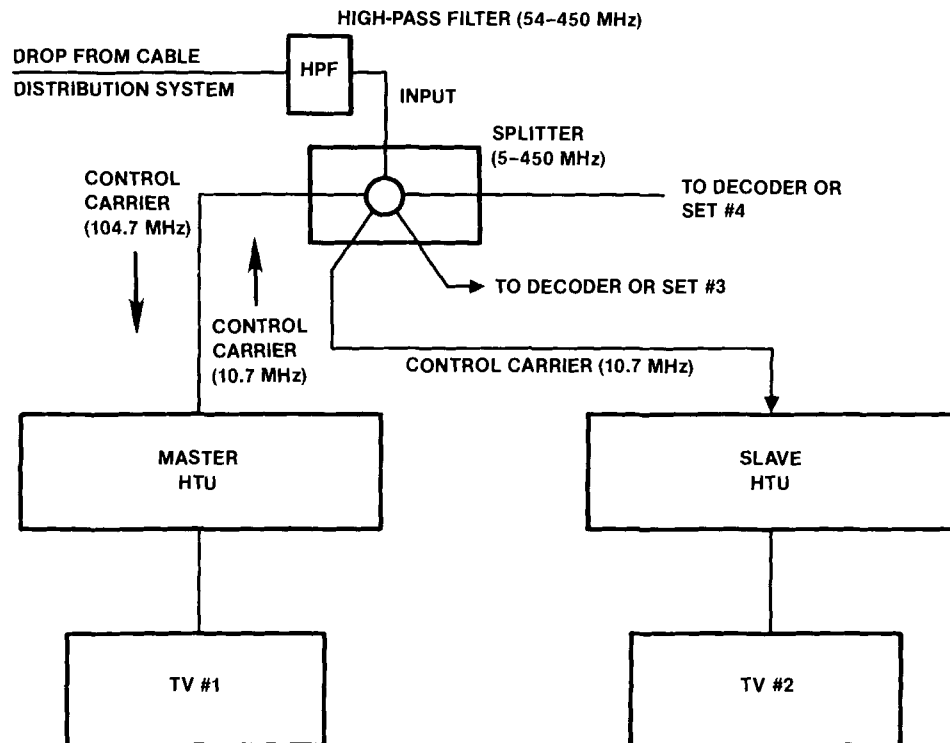 HIGH-PASS FILTER (54–450 MHz)
DROP FROM CABLE
DISTRIBUTION SYSTEM
HPF
INPUT
SPLITTER
(5–450 MHz)
CONTROL
CARRIER
(104.7 MHz)
TO DECODER OR
SET #4
TO DECODER OR SET #3
CONTROL
CARRIER
(10.7 MHz)
CONTROL CARRIER (10.7 MHz)
MASTER
HTU
SLAVE
HTU
TV #1
TV #2